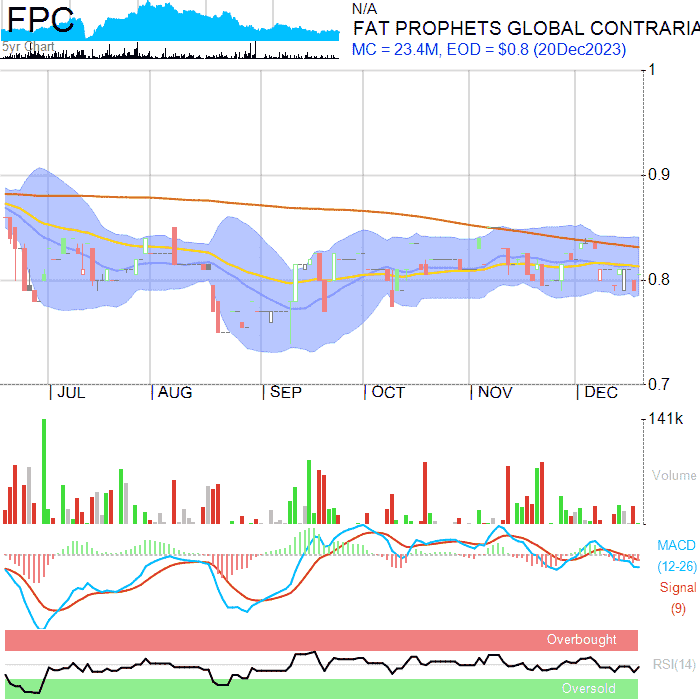 FPC
5yr Chart
N/A
FAT PROPHETS GLOBAL CONTRARIA
MC = 23.4M, EOD = $0.8 (20Dec2023)
1
0.9
0.8
0.7
JUL AUG SEP OCT NOV DEC
141k
Volume
MACD
(12-26)
Signal
(9)
Overbought
RSI(14)
Oversold